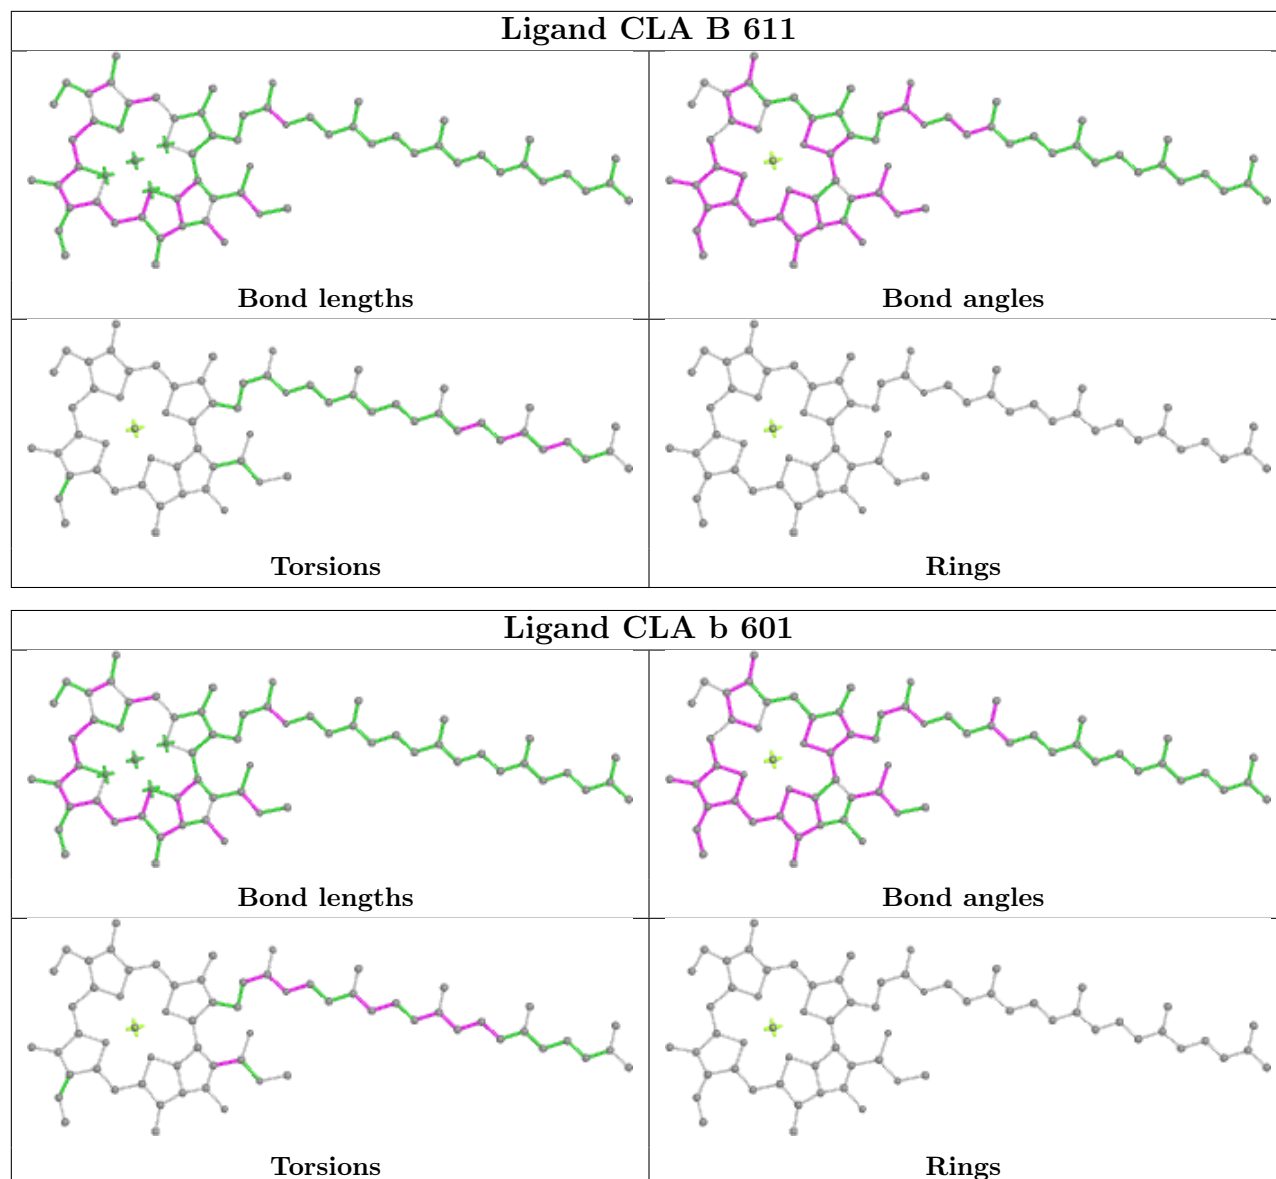 Ligand CLA B 611
Bond lengths
Bond angles
Torsions
Rings
Ligand CLA b 601
Bond lengths
Bond angles
Torsions
Rings